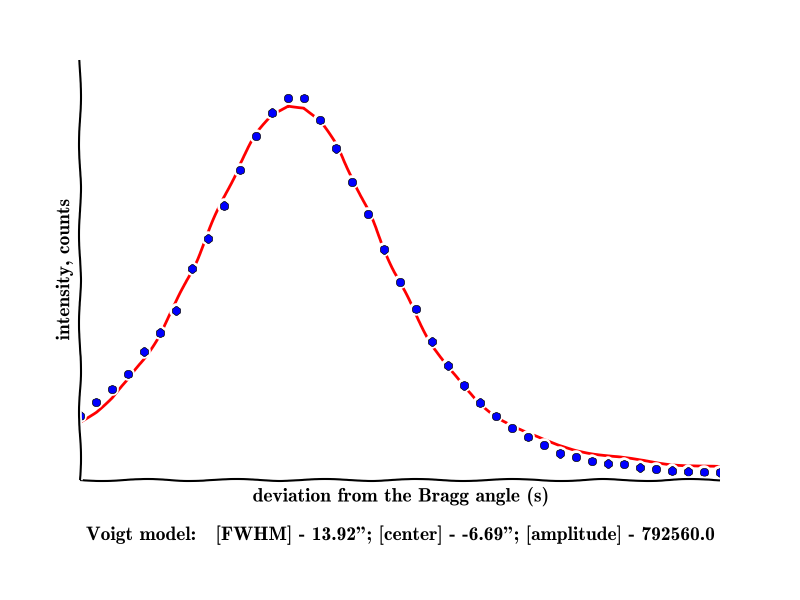 intensity, counts
deviation from the Bragg angle (s)
Voigt model: [FWHM] - 13.92”; [center] - -6.69”; [amplitude] - 792560.0